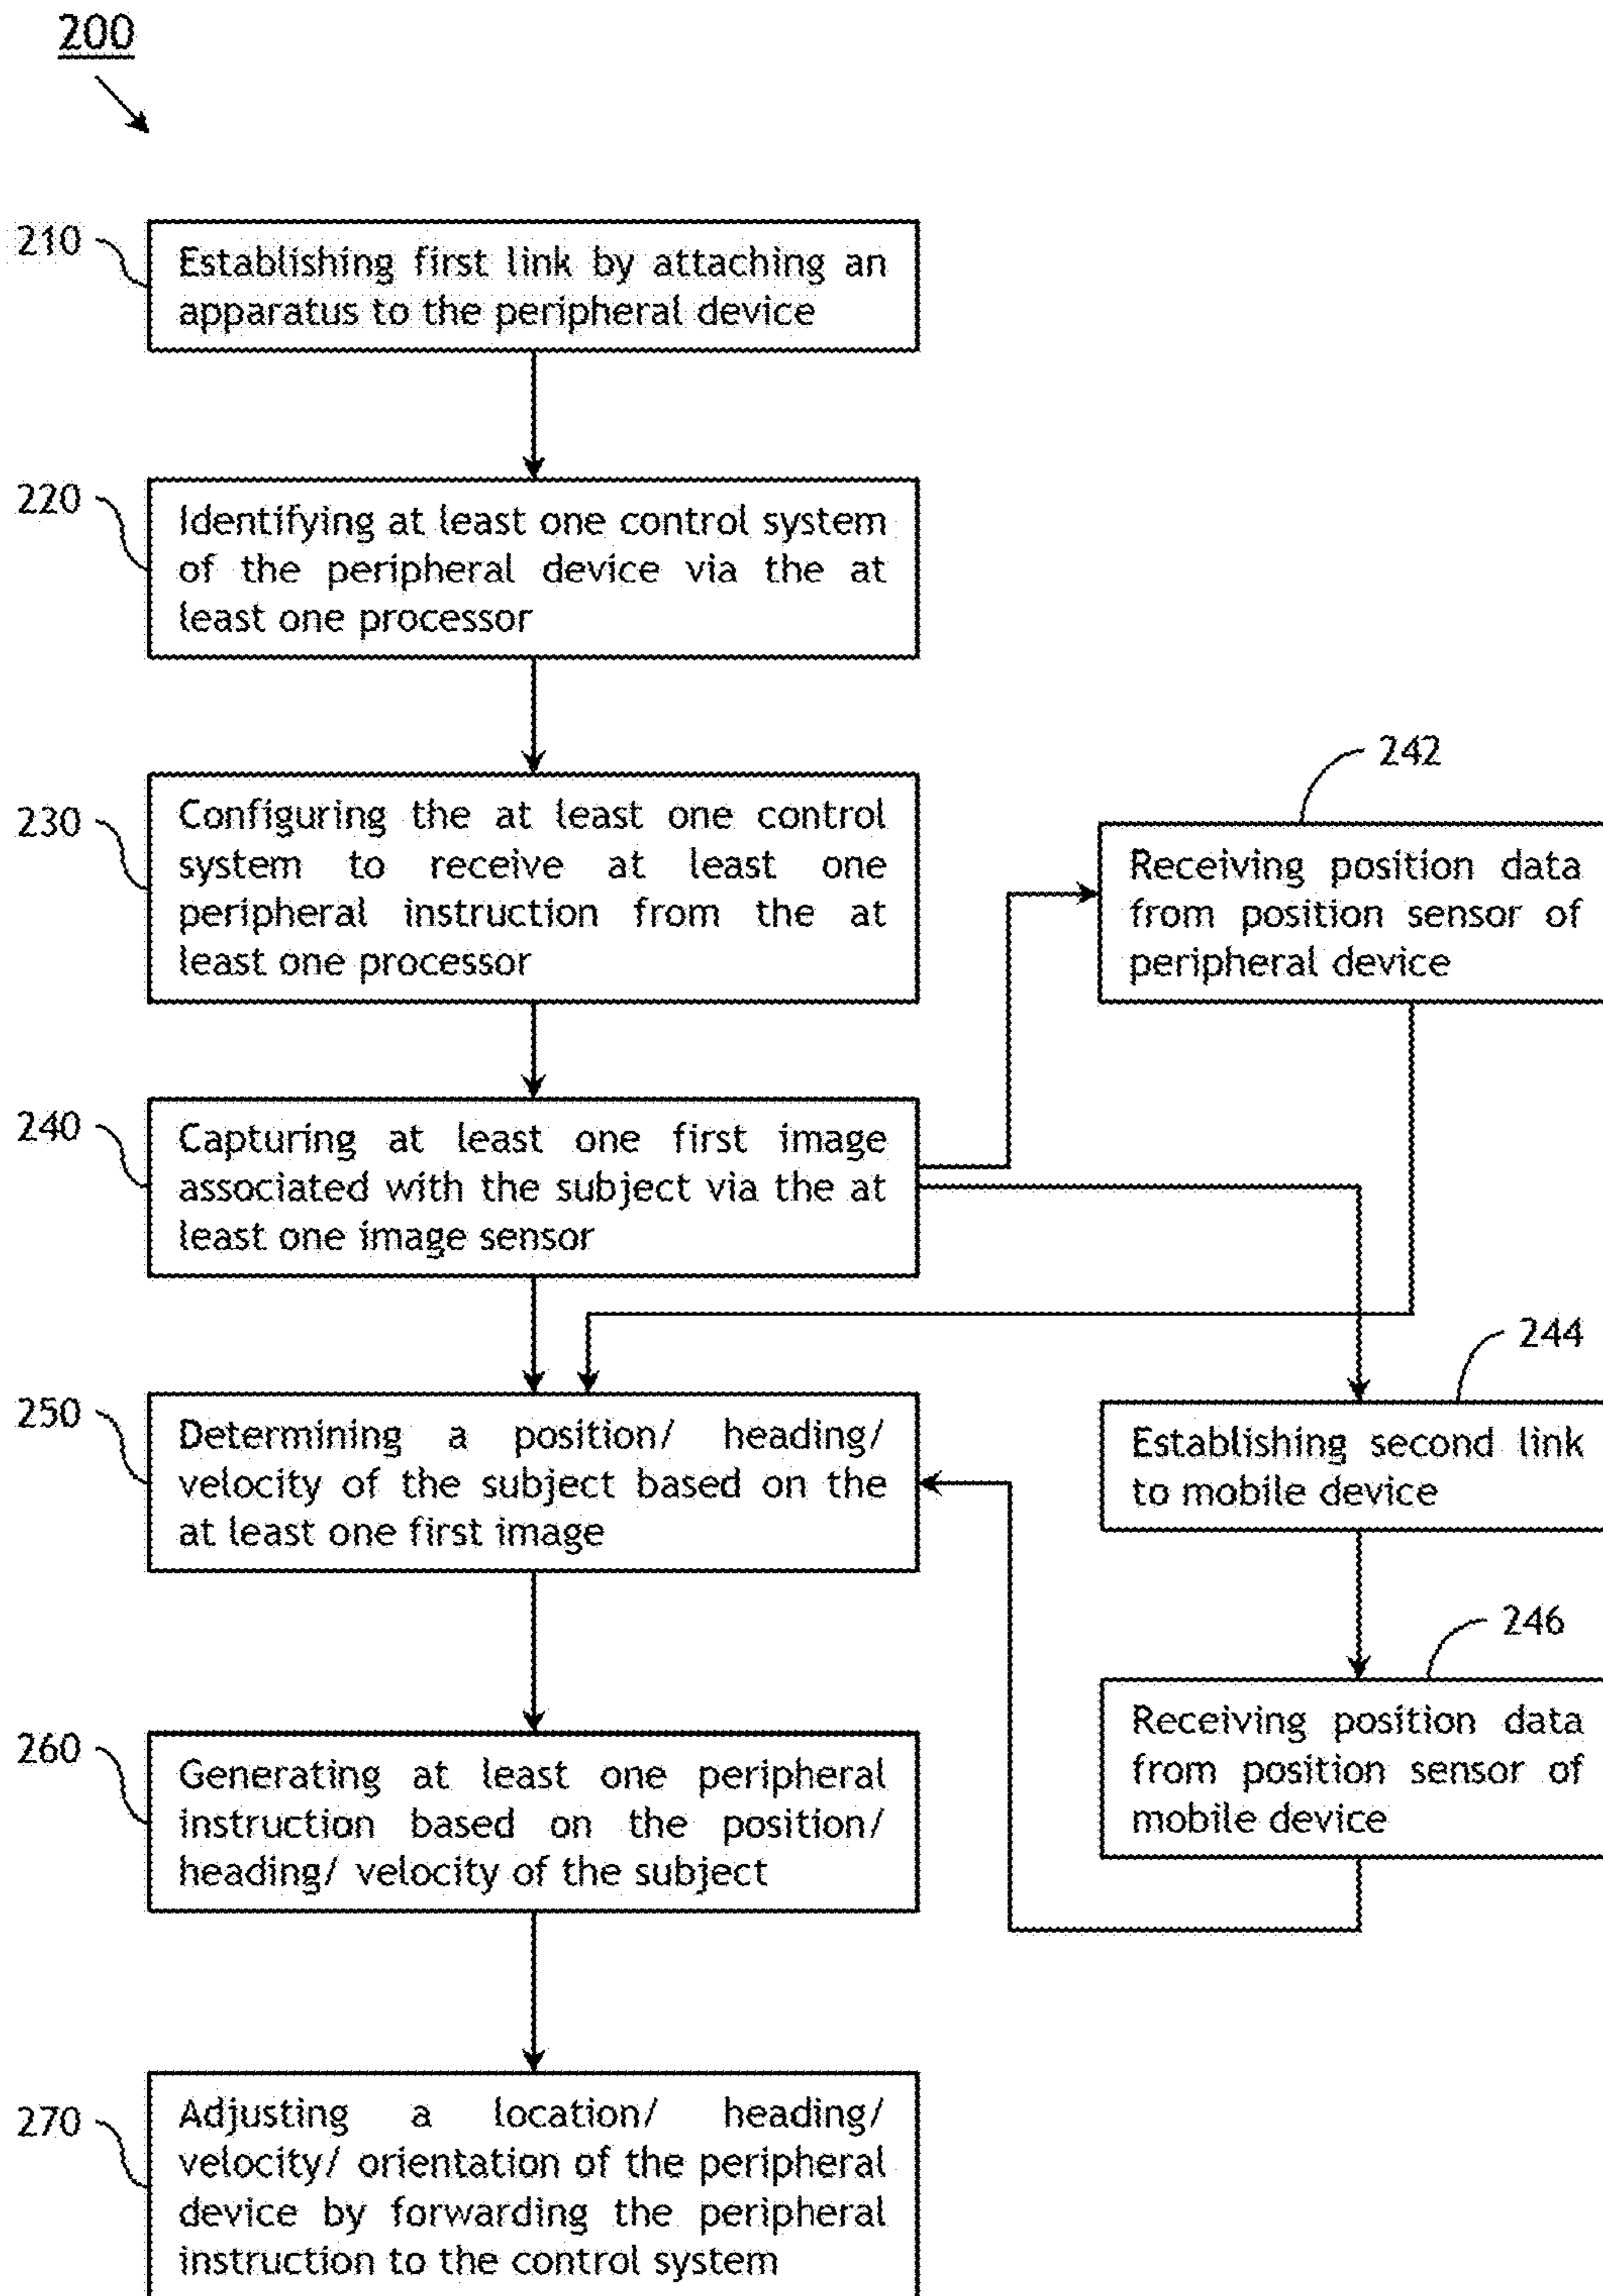 200
210
Establishing first link by attaching an
apparatus to the peripheral device
220
Identifying at least one control system
of the peripheral device via the at
least one processor
230
Configuring the at least one control
system to receive at least one
peripheral instruction from the at
least one processor
242
Receiving position data
from position sensor of
peripheral device
240
Capturing at least one first image
associated with the subject via the at
least one image sensor
244
Establishing second link
to mobile device
250
Determining a position/ heading/
velocity of the subject based on the
at least one first image
246
Receiving position data
from position sensor of
mobile device
260
Generating at least one peripheral
instruction based on the position/
heading/ velocity of the subject
270
Adjusting a location/ heading/
velocity/ orientation of the peripheral
device by forwarding the peripheral
instruction to the control system